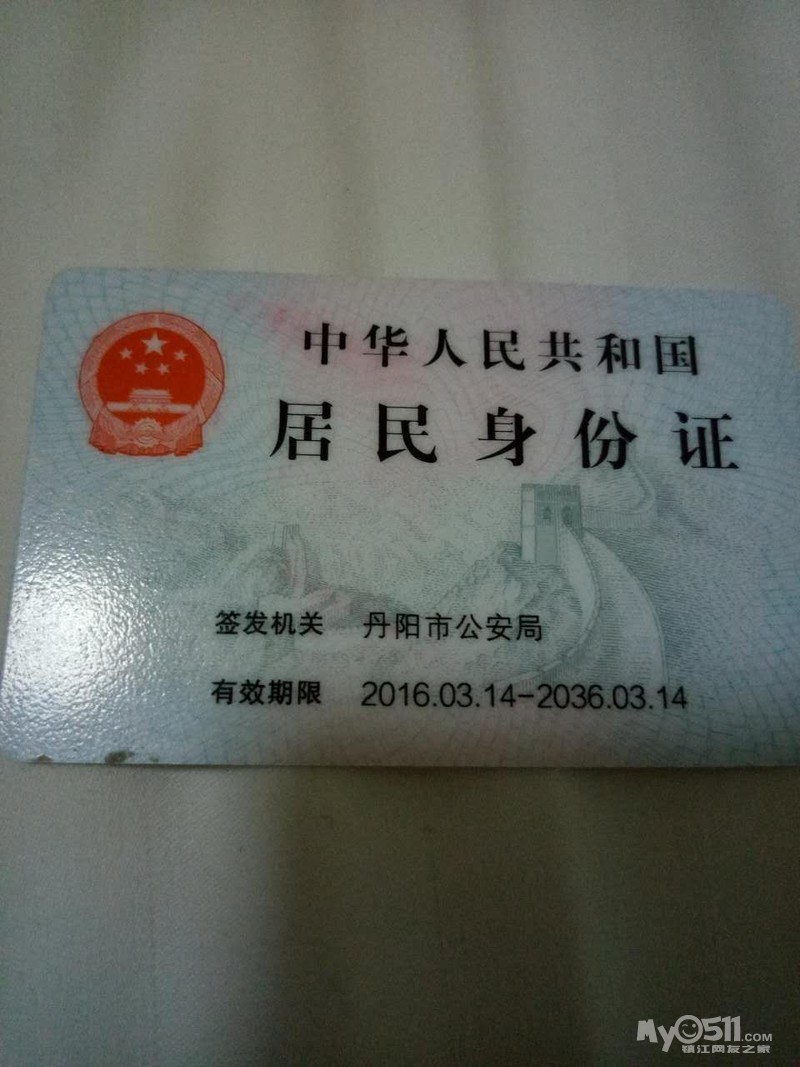 中华人民共和国
居民身份证
签发机关 丹阳市公安局
有效期限 2016.03.14-2036.03.14
My0511.com
镇江网友之家